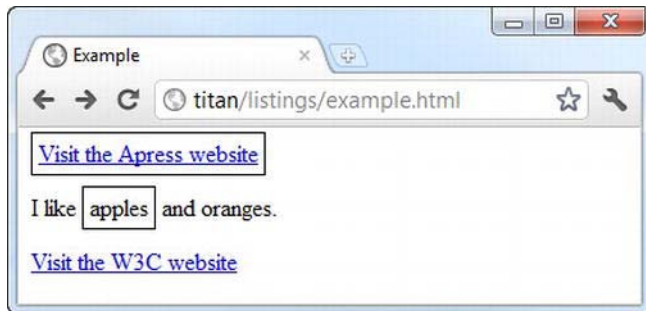 Example
titan/listings/example.html
Visit the Apress website
I like apples and oranges.
Visit the W3C website